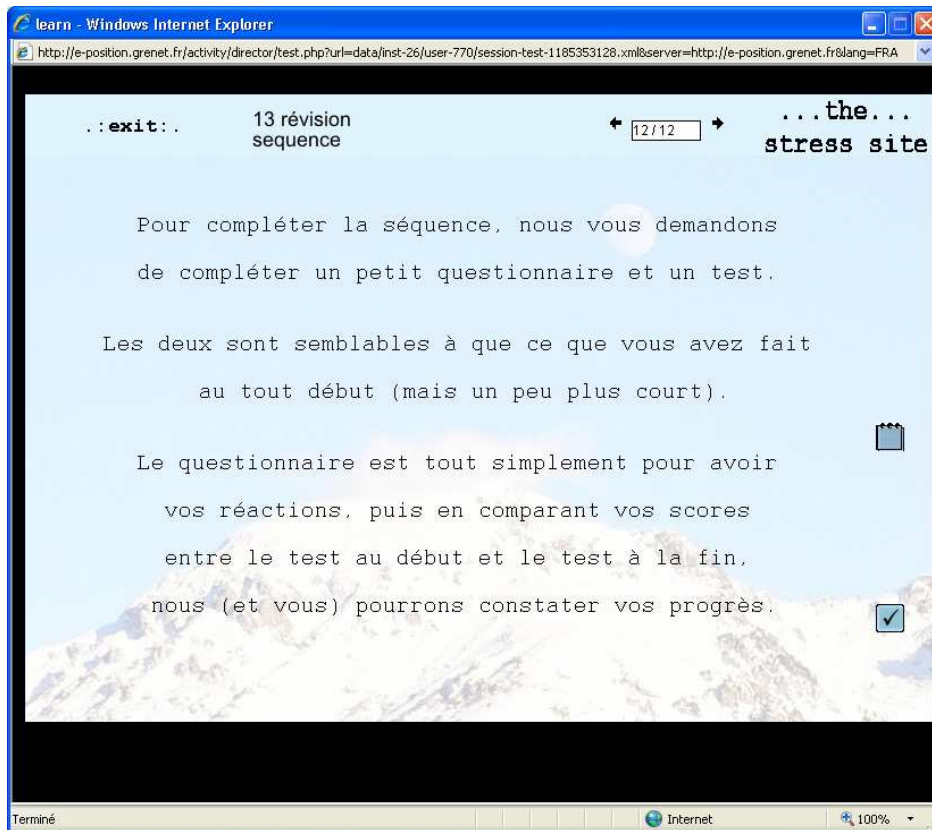 learn - Windows Internet Explorer
http://e-position.grenet.fr/activity/director/test.php?url=data/inst-26/user-770/session-test-1185353128.xml&server=http://e-position.grenet.fr&lang=FRA
.:exit:.
13 révision
sequence
12/12
...the...
stress site
Pour compléter la séquence, nous vous demandons
de compléter un petit questionnaire et un test.
Les deux sont semblables à que ce que vous avez fait
au tout début (mais un peu plus court).
Le questionnaire est tout simplement pour avoir
vos réactions, puis en comparant vos scores
entre le test au début et le test à la fin,
nous (et vous) pourrons constater vos progrès.
Terminé
Internet
100%